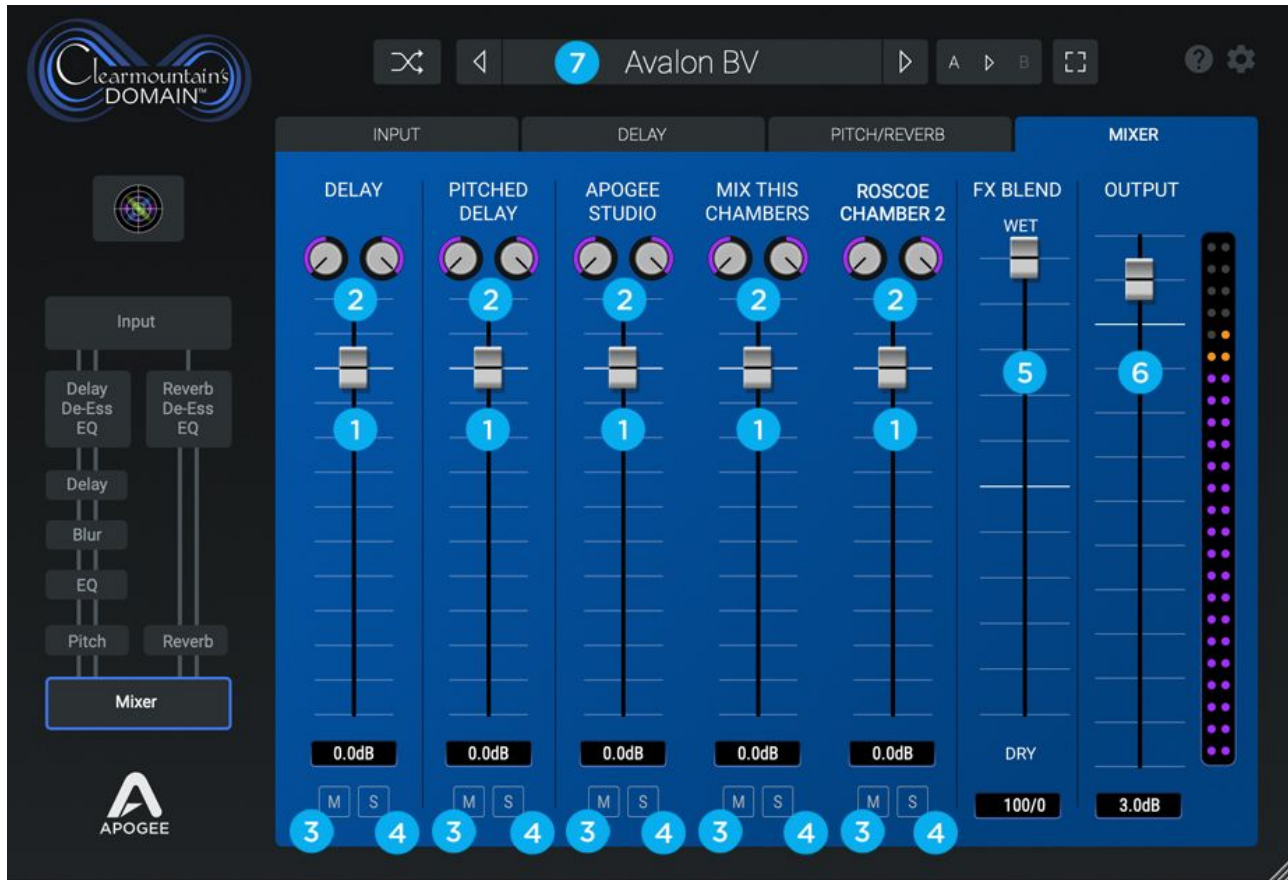 Clearmountain's
DOMAIN™
7 Avalon BV
A B
?
INPUT DELAY PITCH/REVERB MIXER
DELAY
PITCHED
DELAY
APOGEE
STUDIO
MIX THIS
CHAMBERS
ROSCOE
CHAMBER 2
FX BLEND
WET
OUTPUT
2 2 2 2 2
5 6
1 1 1 1 1
DRY
0.0dB 0.0dB 0.0dB 0.0dB 0.0dB
100/0 3.0dB
M S M S M S M S M S
3 4 3 4 3 4 3 4 3 4
Input
Delay
De-Ess
EQ
Reverb
De-Ess
EQ
Delay
Blur
EQ
Pitch Reverb
Mixer
APOGEE